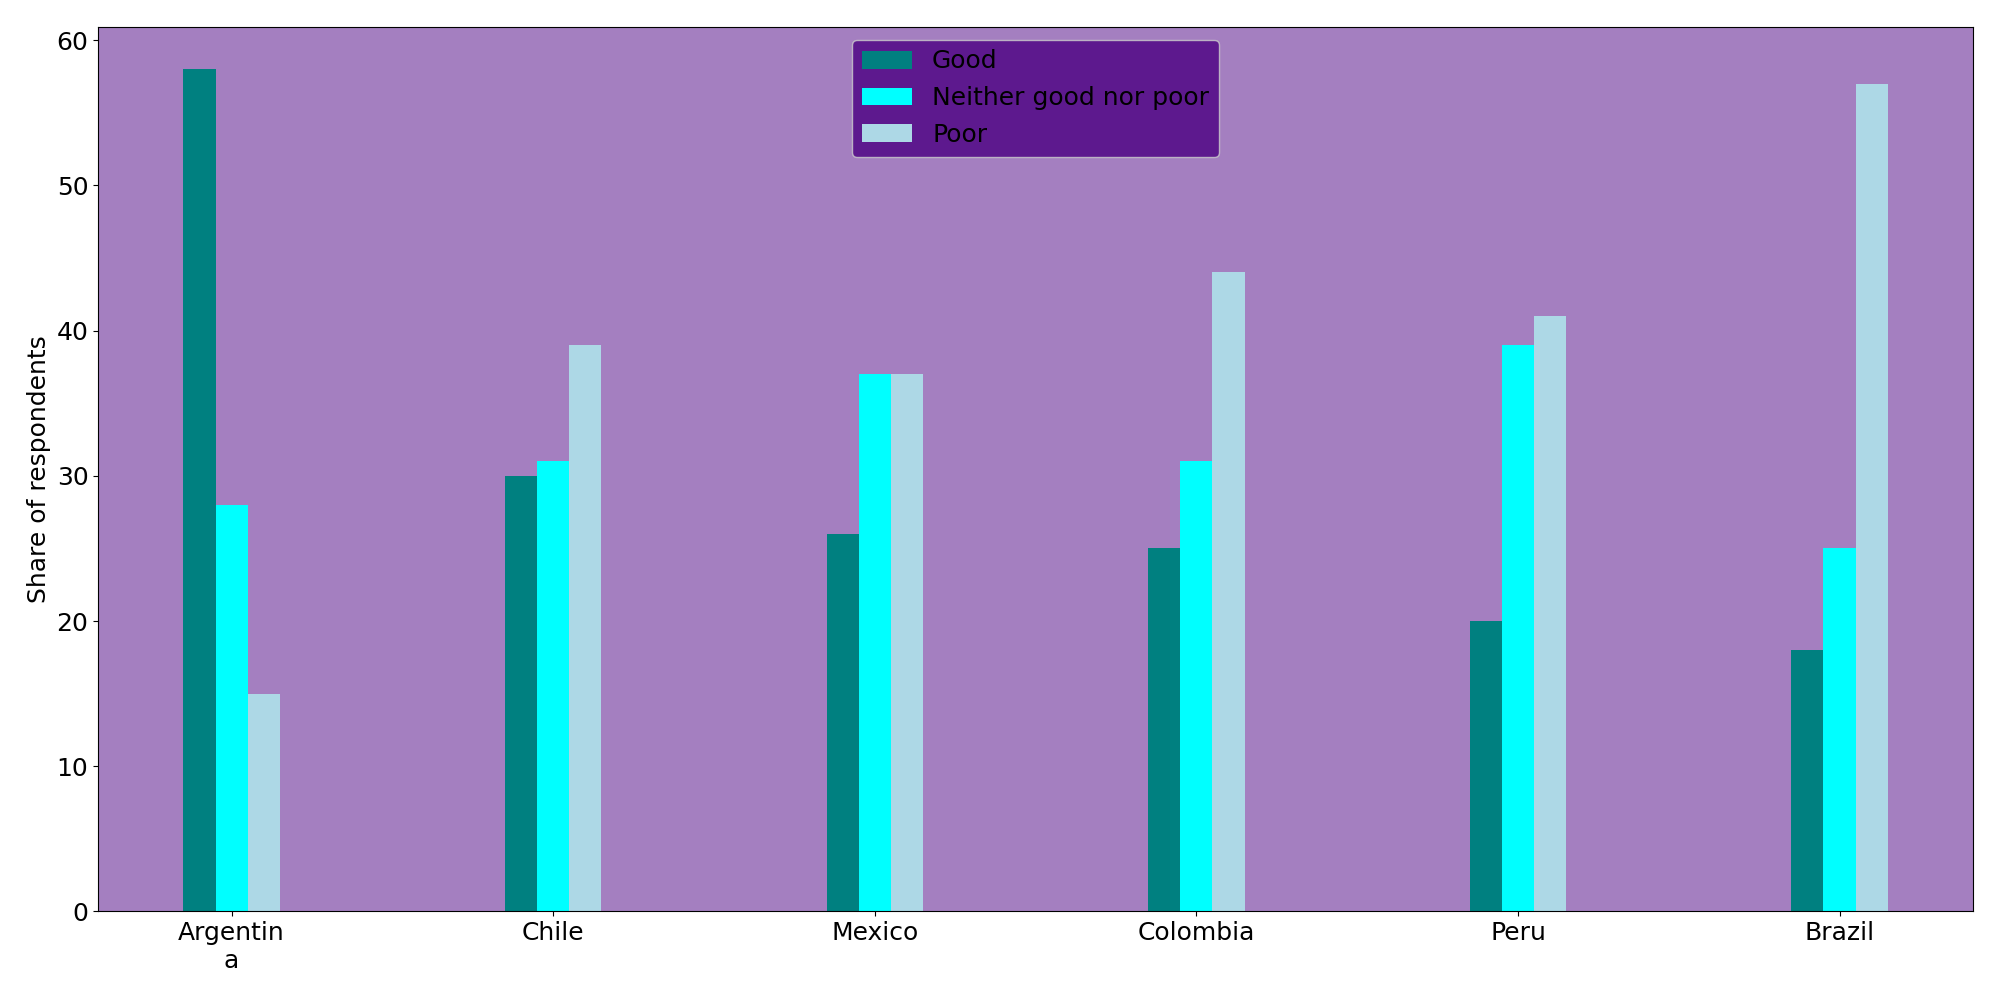 Good
Neither good nor poor
Poor
Share of respondents
60
50
40
30
20
10
0
Argentin
a
Chile
Mexico
Colombia
Peru
Brazil